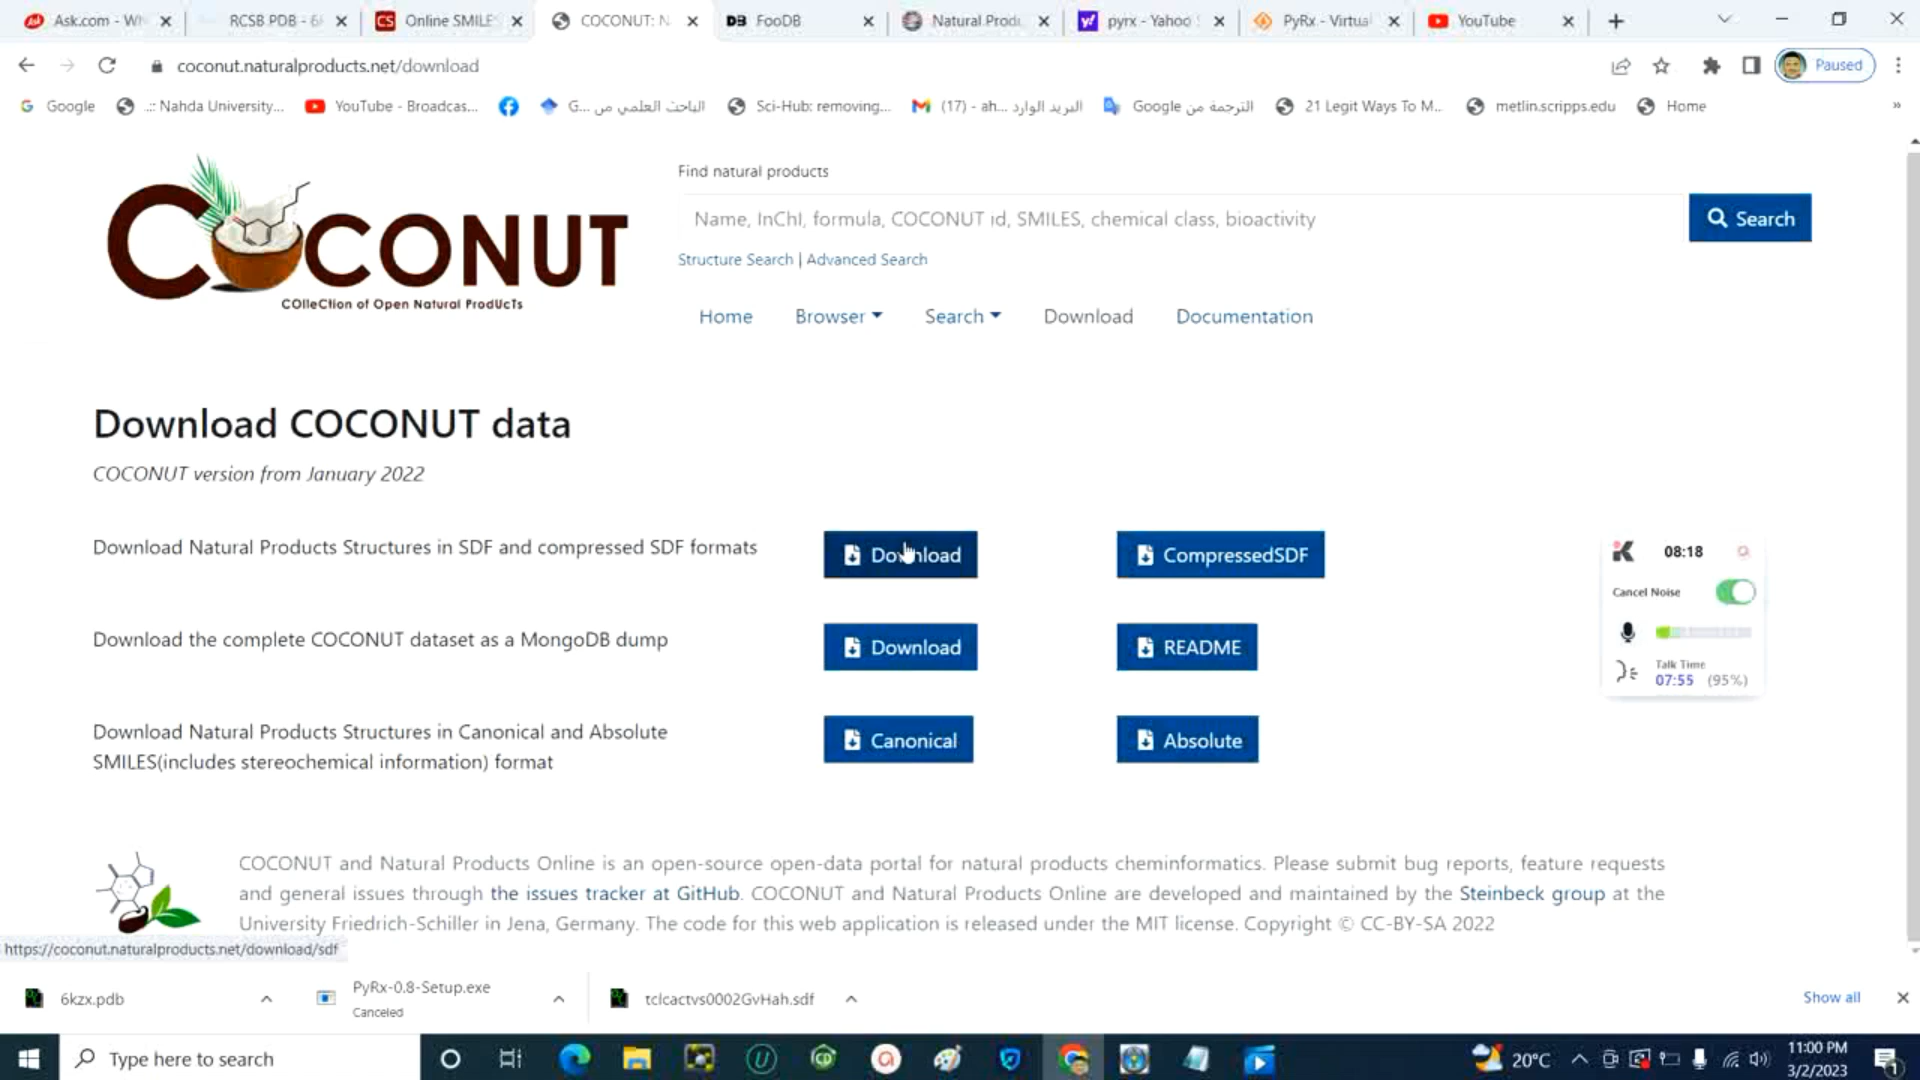 Ask.com - Wh
RCSB PDB - 6
Online SMILE
COCONUT: N
FooDB
Natural Produ
pyrx - Yahoo S
PyRx - Virtual
YouTube
coconut.naturalproducts.net/download
Paused
Google
.:: Nahda University...
YouTube - Broadcas...
الباحث العلمي من G...
Sci-Hub: removing...
البريد الوارد (17) - ah...
الترجمة من Google
21 Legit Ways To M...
metlin.scripps.edu
Home
COCONUT
COlleCtion of Open Natural ProdUcTs
Find natural products
Name, InChI, formula, COCONUT id, SMILES, chemical class, bioactivity
Search
Structure Search | Advanced Search
Home
Browser
Search
Download
Documentation
Download COCONUT data
COCONUT version from January 2022
Download Natural Products Structures in SDF and compressed SDF formats
Download
CompressedSDF
Download the complete COCONUT dataset as a MongoDB dump
Download
README
Download Natural Products Structures in Canonical and Absolute
SMILES(includes stereochemical information) format
Canonical
Absolute
08:18
Cancel Noise
Talk Time
07:55 (95%)
COCONUT and Natural Products Online is an open-source open-data portal for natural products cheminformatics. Please submit bug reports, feature requests
and general issues through the issues tracker at GitHub. COCONUT and Natural Products Online are developed and maintained by the Steinbeck group at the
University Friedrich-Schiller in Jena, Germany. The code for this web application is released under the MIT license. Copyright © CC-BY-SA 2022
https://coconut.naturalproducts.net/download/sdf
6kzx.pdb
PyRx-0.8-Setup.exe
Canceled
tclcactvs0002GvHah.sdf
Show all
Type here to search
20°C
11:00 PM
3/2/2023